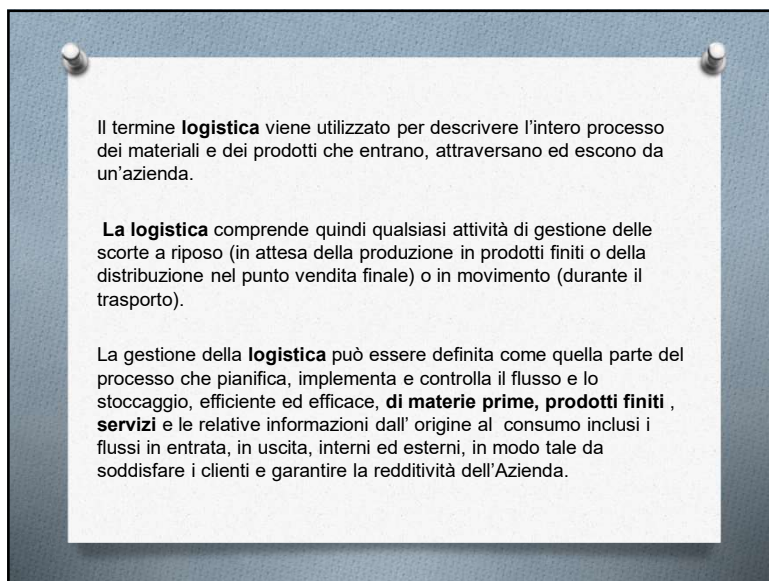 Il termine logistica viene utilizzato per descrivere l’intero processo
dei materiali e dei prodotti che entrano, attraversano ed escono da
un’azienda.
La logistica comprende quindi qualsiasi attività di gestione delle
scorte a riposo (in attesa della produzione in prodotti finiti o della
distribuzione nel punto vendita finale) o in movimento (durante il
trasporto).
La gestione della logistica può essere definita come quella parte del
processo che pianifica, implementa e controlla il flusso e lo
stoccaggio, efficiente ed efficace, di materie prime, prodotti finiti ,
servizi e le relative informazioni dall’ origine al  consumo inclusi i
flussi in entrata, in uscita, interni ed esterni, in modo tale da
soddisfare i clienti e garantire la redditività dell’Azienda.